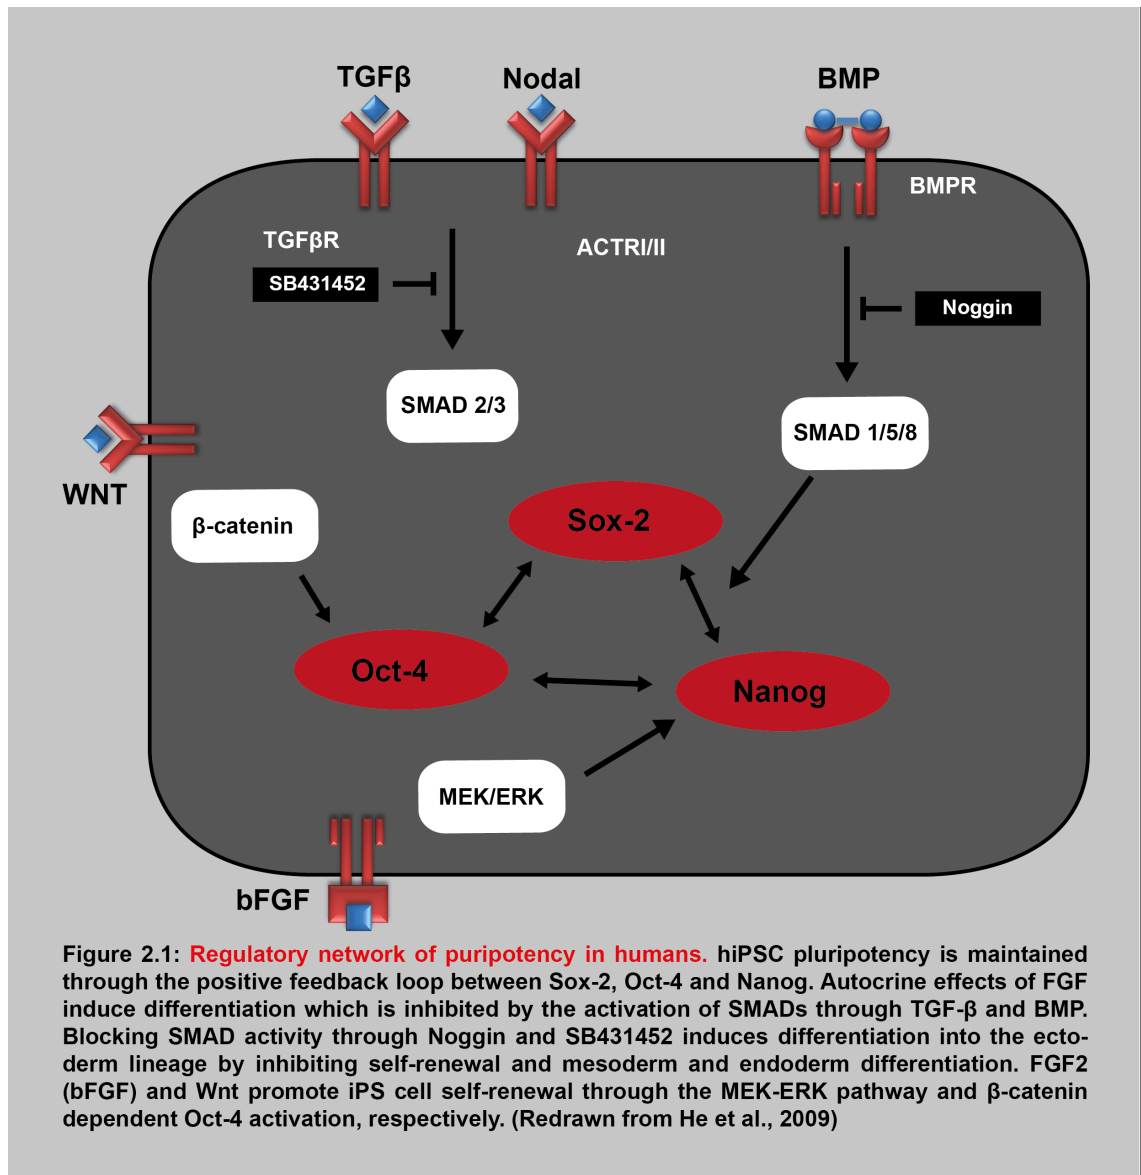 TGFβ
Nodal
BMP
BMPR
TGFβR
ACTRI/II
SB431452
Noggin
SMAD 2/3
SMAD 1/5/8
WNT
β-catenin
Sox-2
Oct-4
Nanog
MEK/ERK
bFGF
Figure 2.1: Regulatory network of puripotency in humans. hiPSC pluripotency is maintained
through the positive feedback loop between Sox-2, Oct-4 and Nanog. Autocrine effects of FGF
induce differentiation which is inhibited by the activation of SMADs through TGF-β and BMP.
Blocking SMAD activity through Noggin and SB431452 induces differentiation into the ecto-
derm lineage by inhibiting self-renewal and mesoderm and endoderm differentiation. FGF2
(bFGF) and Wnt promote iPS cell self-renewal through the MEK-ERK pathway and β-catenin
dependent Oct-4 activation, respectively. (Redrawn from He et al., 2009)